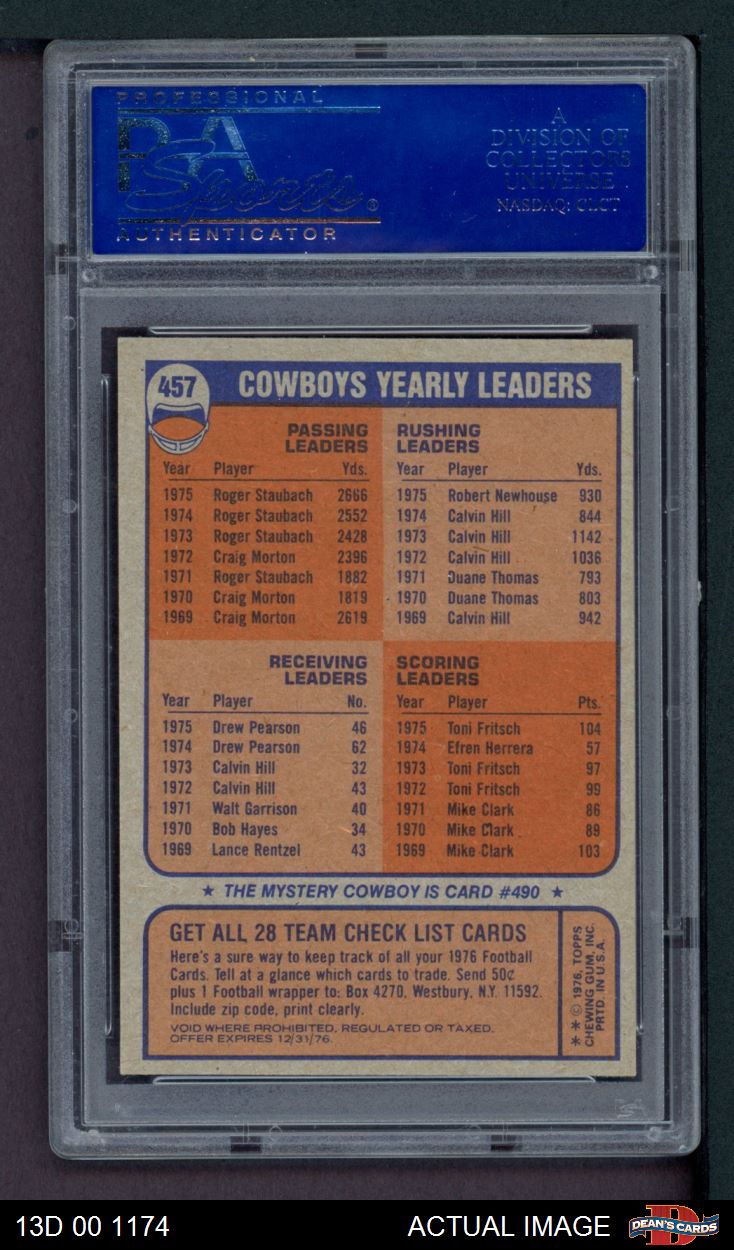 PROFESSIONAL
PSA
Sports ®
AUTHENTICATOR
A
DIVISION OF
COLLECTORS
UNIVERSE
NASDAQ: CLCT
457
COWBOYS YEARLY LEADERS
PASSING
LEADERS
Year Player Yds.
1975 Roger Staubach 2666
1974 Roger Staubach 2552
1973 Roger Staubach 2428
1972 Craig Morton 2396
1971 Roger Staubach 1882
1970 Craig Morton 1819
1969 Craig Morton 2619
RUSHING
LEADERS
Year Player Yds.
1975 Robert Newhouse 930
1974 Calvin Hill 844
1973 Calvin Hill 1142
1972 Calvin Hill 1036
1971 Duane Thomas 793
1970 Duane Thomas 803
1969 Calvin Hill 942
RECEIVING
LEADERS
Year Player No.
1975 Drew Pearson 46
1974 Drew Pearson 62
1973 Calvin Hill 32
1972 Calvin Hill 43
1971 Walt Garrison 40
1970 Bob Hayes 34
1969 Lance Rentzel 43
SCORING
LEADERS
Year Player Pts.
1975 Toni Fritsch 104
1974 Efren Herrera 57
1973 Toni Fritsch 97
1972 Toni Fritsch 99
1971 Mike Clark 86
1970 Mike Clark 89
1969 Mike Clark 103
★ THE MYSTERY COWBOY IS CARD #490 ★
GET ALL 28 TEAM CHECK LIST CARDS
Here's a sure way to keep track of all your 1976 Football
Cards. Tell at a glance which cards to trade. Send 50¢
plus 1 Football wrapper to: Box 4270, Westbury, N.Y. 11592.
Include zip code, print clearly.
VOID WHERE PROHIBITED, REGULATED OR TAXED.
OFFER EXPIRES 12/31/76.
* * © 1976, TOPPS
CHEWING GUM, INC.
PRTD. IN U.S.A.
13D 00 1174
ACTUAL IMAGE
D
DEAN'S CARDS